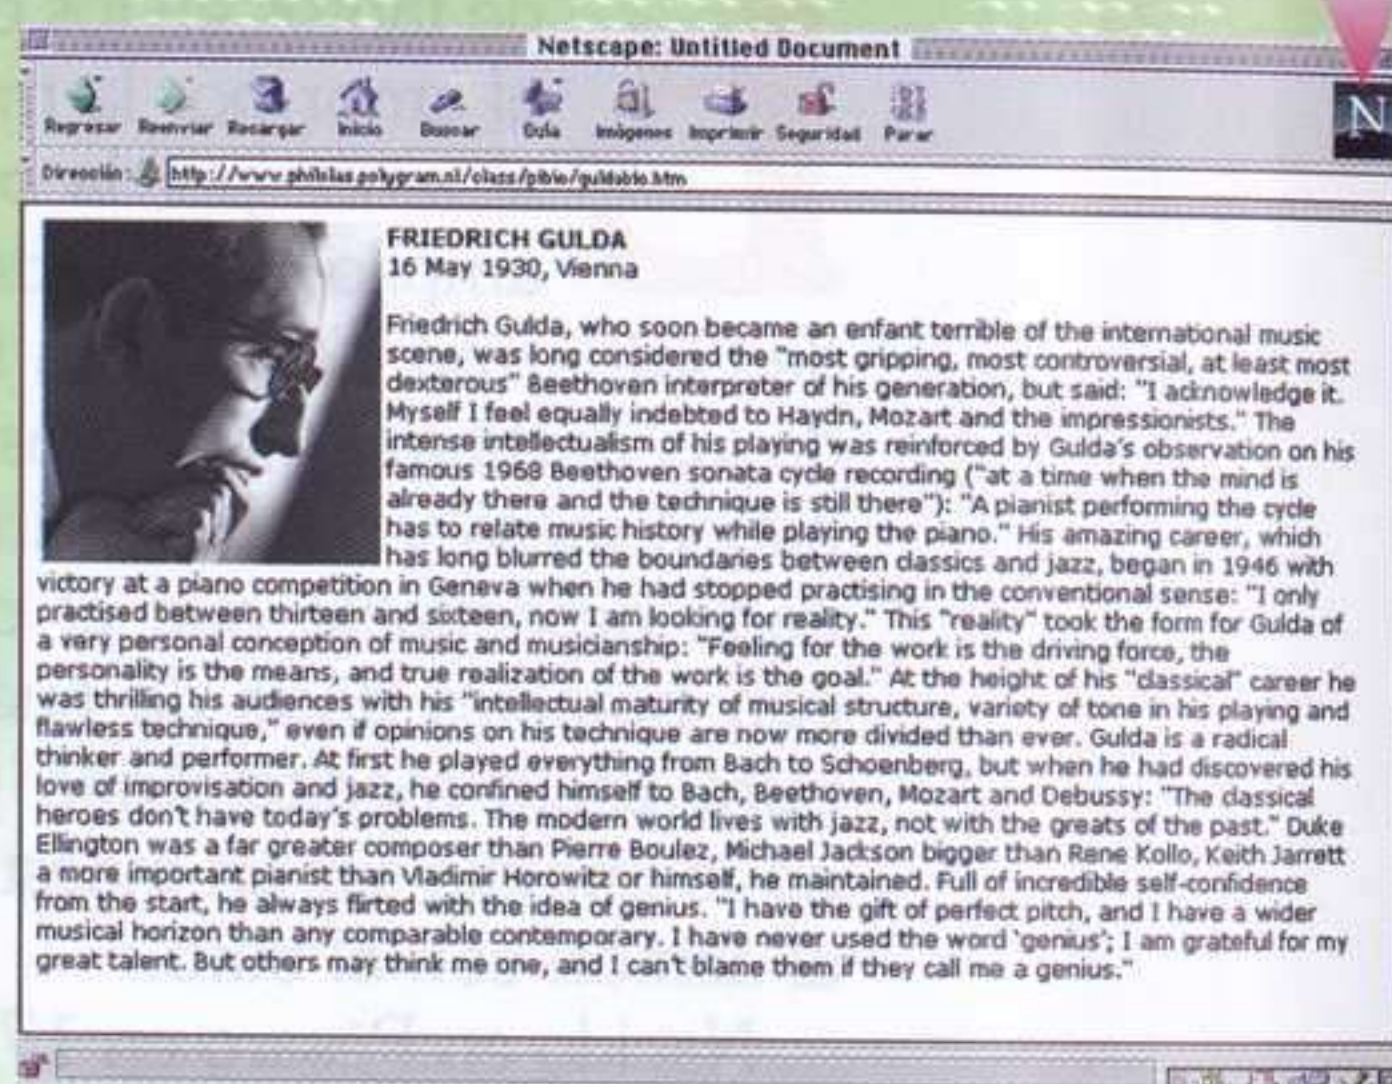 Netscape: Untitled Document
Regresar Reenviar Recargar Inicio Buscar Guía Imágenes Imprimir Seguridad Parar
N
Dirección: http://www.philclas.polygram.nl/class/pibio/guldabio.htm
FRIEDRICH GULDA
16 May 1930, Vienna
Friedrich Gulda, who soon became an enfant terrible of the international music
scene, was long considered the "most gripping, most controversial, at least most
dexterous" Beethoven interpreter of his generation, but said: "I acknowledge it.
Myself I feel equally indebted to Haydn, Mozart and the impressionists." The
intense intellectualism of his playing was reinforced by Gulda's observation on his
famous 1968 Beethoven sonata cycle recording ("at a time when the mind is
already there and the technique is still there"): "A pianist performing the cycle
has to relate music history while playing the piano." His amazing career, which
has long blurred the boundaries between classics and jazz, began in 1946 with
victory at a piano competition in Geneva when he had stopped practising in the conventional sense: "I only
practised between thirteen and sixteen, now I am looking for reality." This "reality" took the form for Gulda of
a very personal conception of music and musicianship: "Feeling for the work is the driving force, the
personality is the means, and true realization of the work is the goal." At the height of his "classical" career he
was thrilling his audiences with his "intellectual maturity of musical structure, variety of tone in his playing and
flawless technique," even if opinions on his technique are now more divided than ever. Gulda is a radical
thinker and performer. At first he played everything from Bach to Schoenberg, but when he had discovered his
love of improvisation and jazz, he confined himself to Bach, Beethoven, Mozart and Debussy: "The classical
heroes don't have today's problems. The modern world lives with jazz, not with the greats of the past." Duke
Ellington was a far greater composer than Pierre Boulez, Michael Jackson bigger than Rene Kollo, Keith Jarrett
a more important pianist than Vladimir Horowitz or himself, he maintained. Full of incredible self-confidence
from the start, he always flirted with the idea of genius. "I have the gift of perfect pitch, and I have a wider
musical horizon than any comparable contemporary. I have never used the word 'genius'; I am grateful for my
great talent. But others may think me one, and I can't blame them if they call me a genius."